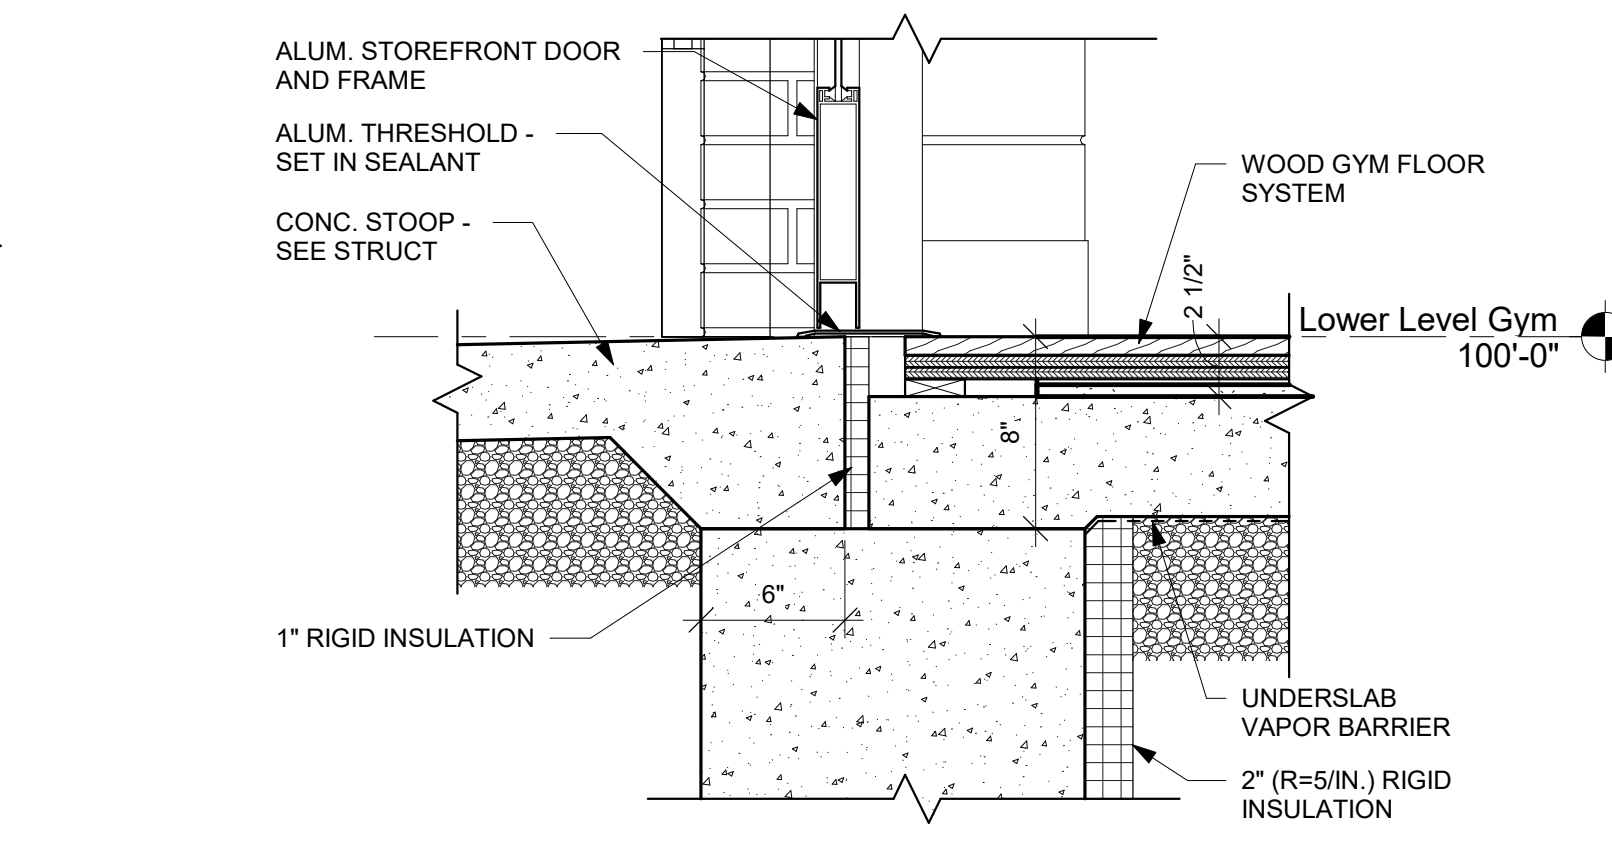 ALUM. STOREFRONT DOOR
AND FRAME
ALUM. THRESHOLD -
SET IN SEALANT
CONC. STOOP -
SEE STRUCT
1" RIGID INSULATION
6"
8"
2 1/2"
WOOD GYM FLOOR
SYSTEM
Lower Level Gym
100'-0"
UNDERSLAB
VAPOR BARRIER
2" (R=5/IN.) RIGID
INSULATION